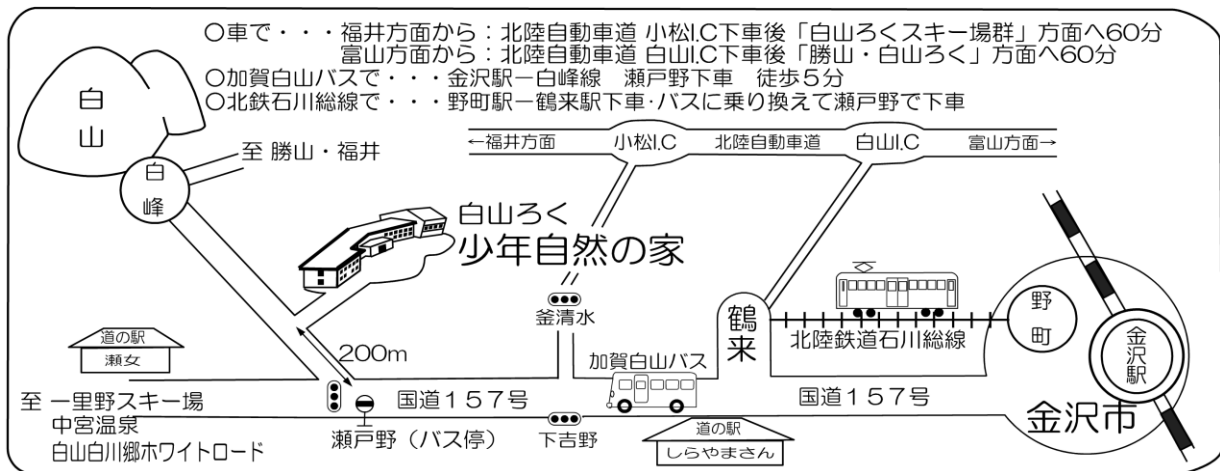 ○車で・・・福井方面から：北陸自動車道 小松I.C下車後「白山ろくスキー場群」方面へ60分
富山方面から：北陸自動車道 白山I.C下車後「勝山・白山ろく」方面へ60分
○加賀白山バスで・・・金沢駅－白峰線 瀬戸野下車 徒歩５分
○北鉄石川総線で・・・野町駅－鶴来駅下車･バスに乗り換えて瀬戸野で下車
白山
←福井方面
小松I.C
北陸自動車道
白山I.C
富山方面→
至 勝山・福井
白峰
白山ろく
少年自然の家
釜清水
鶴来
野町
金沢駅
北陸鉄道石川総線
道の駅
瀬女
200m
加賀白山バス
国道１５７号
国道１５７号
至 一里野スキー場
中宮温泉
白山白川郷ホワイトロード
瀬戸野（バス停）
下吉野
道の駅
しらやまさん
金沢市